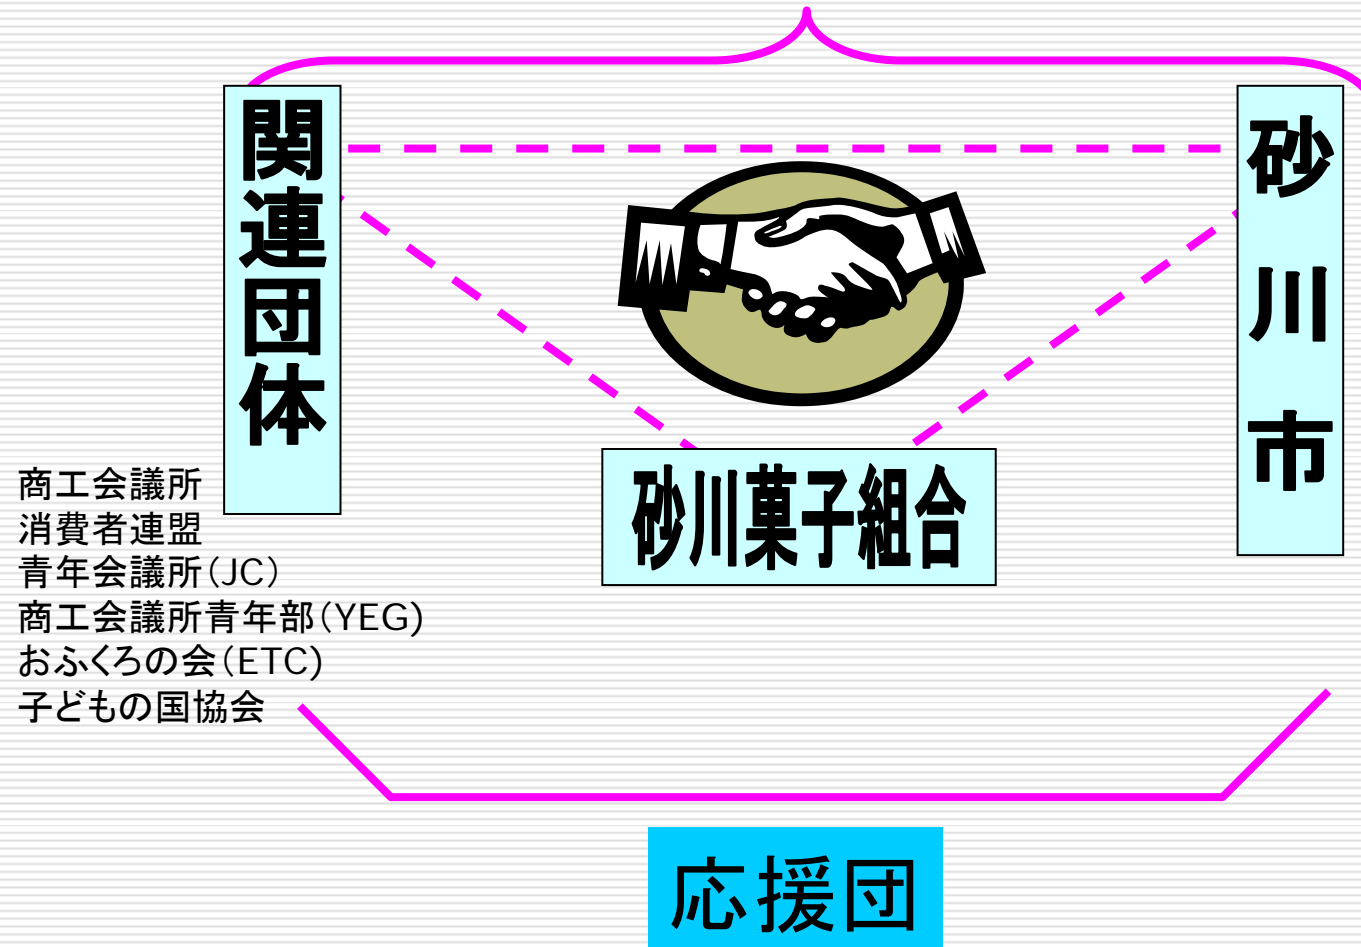 関連団体
砂川市
砂川菓子組合
商工会議所
消費者連盟
青年会議所(JC)
商工会議所青年部(YEG)
おふくろの会(ETC)
子どもの国協会
応援団